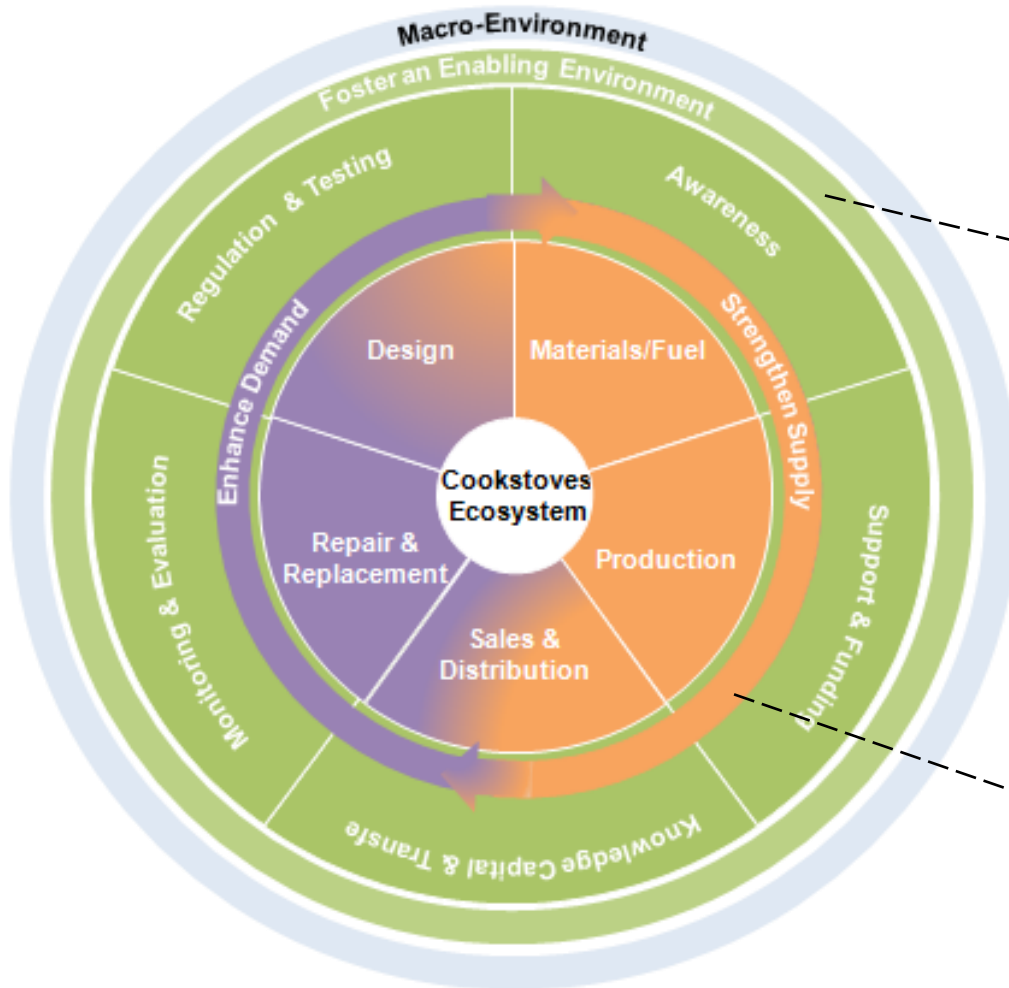 Macro-Environment
Foster an Enabling Environment
Regulation & Testing
Awareness
Enhance Demand
Strengthen Supply
Design
Materials/Fuel
Cookstoves
Ecosystem
Repair &
Replacement
Production
Sales &
Distribution
Monitoring & Evaluation
Support & Funding
Knowledge Capital & Transfe